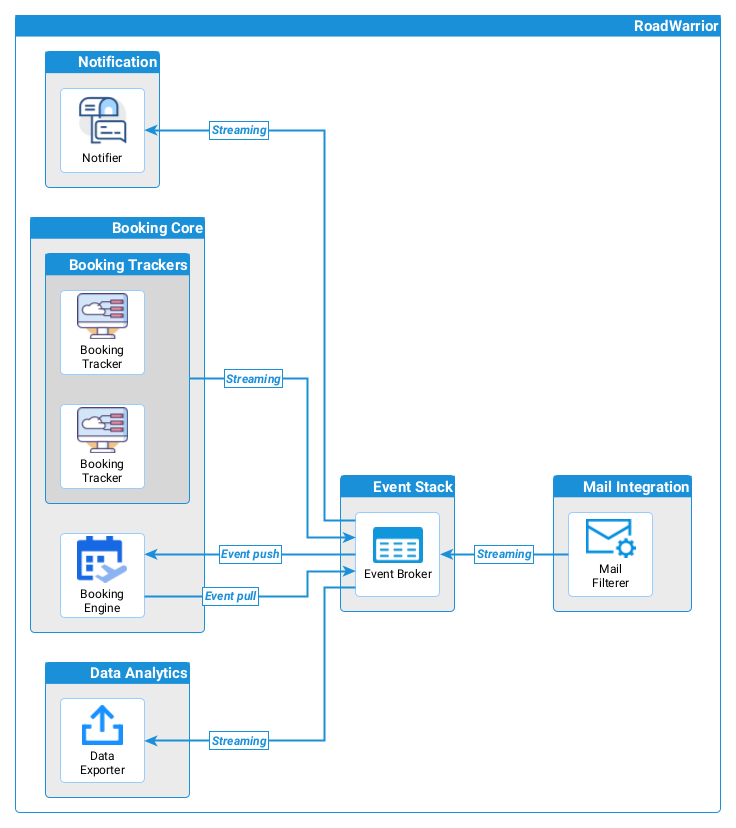 RoadWarrior
Notification
Notifier
Streaming
Booking Core
Booking Trackers
Booking
Tracker
Streaming
Booking
Tracker
Event Stack
Event Broker
Mail Integration
Mail
Filterer
Streaming
Event push
Booking
Engine
Event pull
Data Analytics
Data
Exporter
Streaming